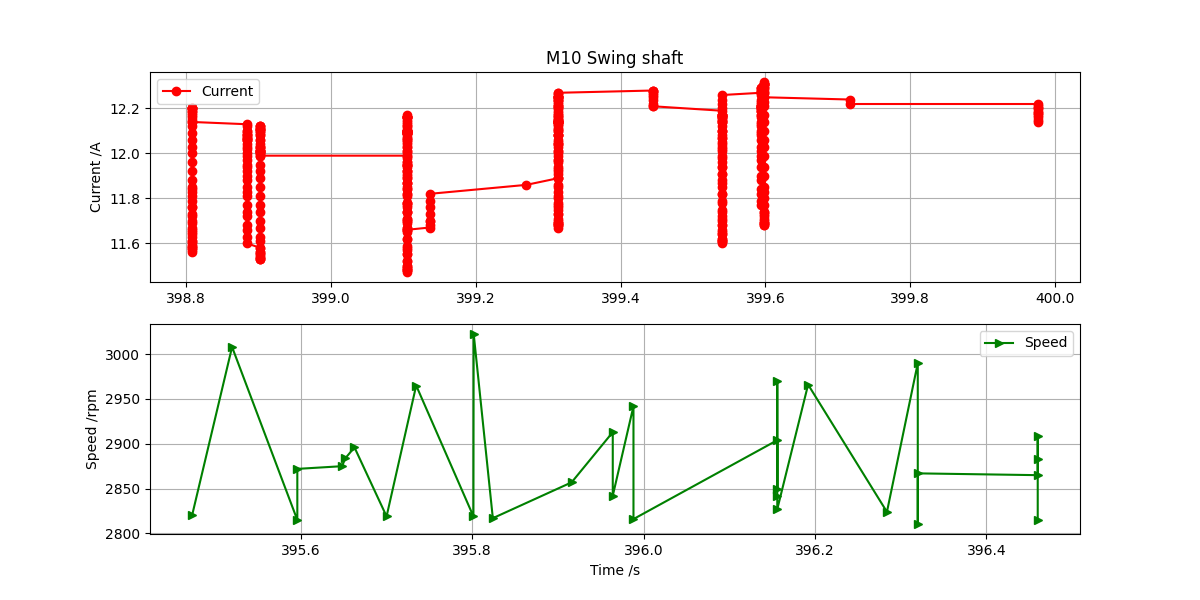 M10 Swing shaft
Current /A
12.2
12.0
11.8
11.6
Current
398.8 399.0 399.2 399.4 399.6 399.8 400.0
Speed /rpm
3000
2950
2900
2850
2800
Speed
395.6 395.8 396.0 396.2 396.4
Time /s